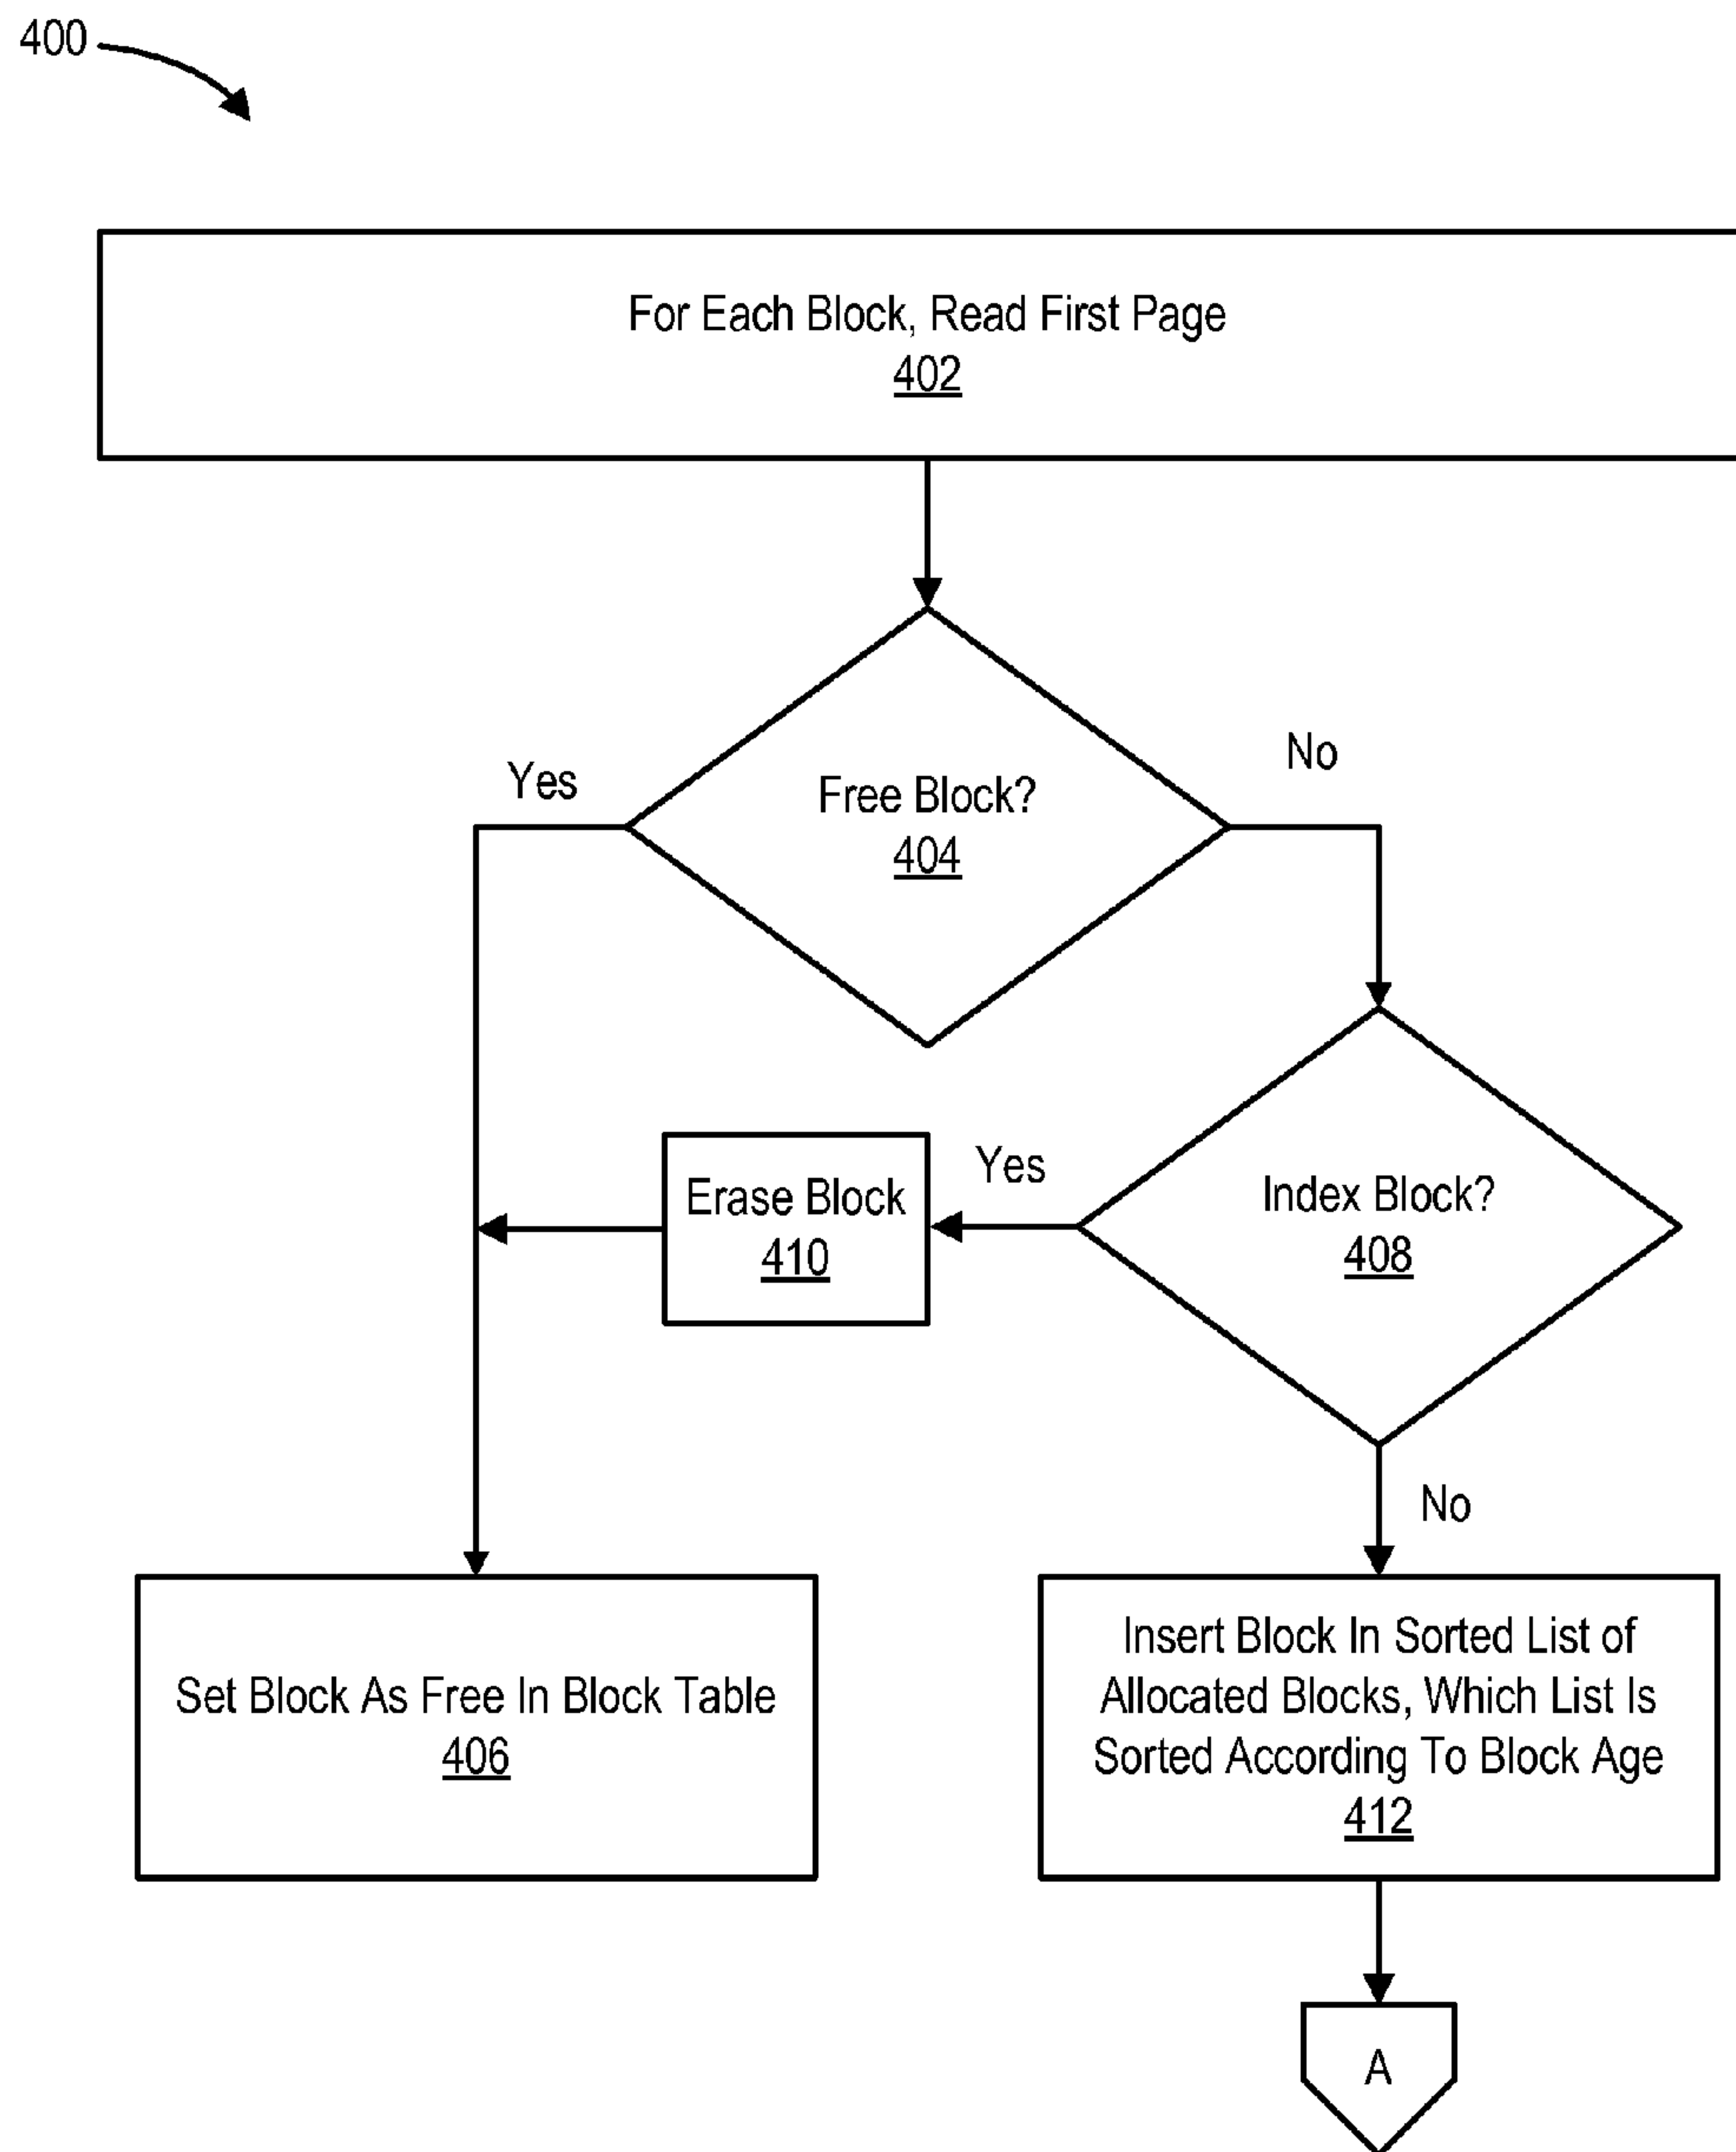 400
For Each Block, Read First Page
402
No
Yes
Free Block?
404
Yes
Erase Block
410
Index Block?
408
No
Set Block As Free In Block Table
406
Insert Block In Sorted List of
Allocated Blocks, Which List Is
Sorted According To Block Age
412
A